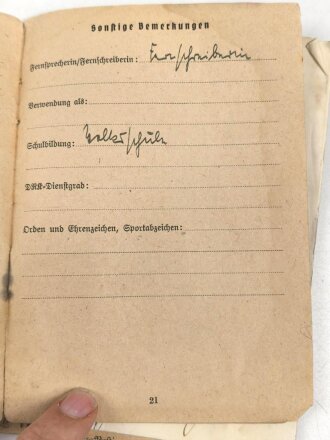 Sonstige Bemerkungen
Fernsprecherin/Fernschreiberin: Fernschreiberin
Verwendung als:
Schulbildung: Volksschule
DRK-Dienstgrad:
Orden und Ehrenzeichen, Sportabzeichen:
21